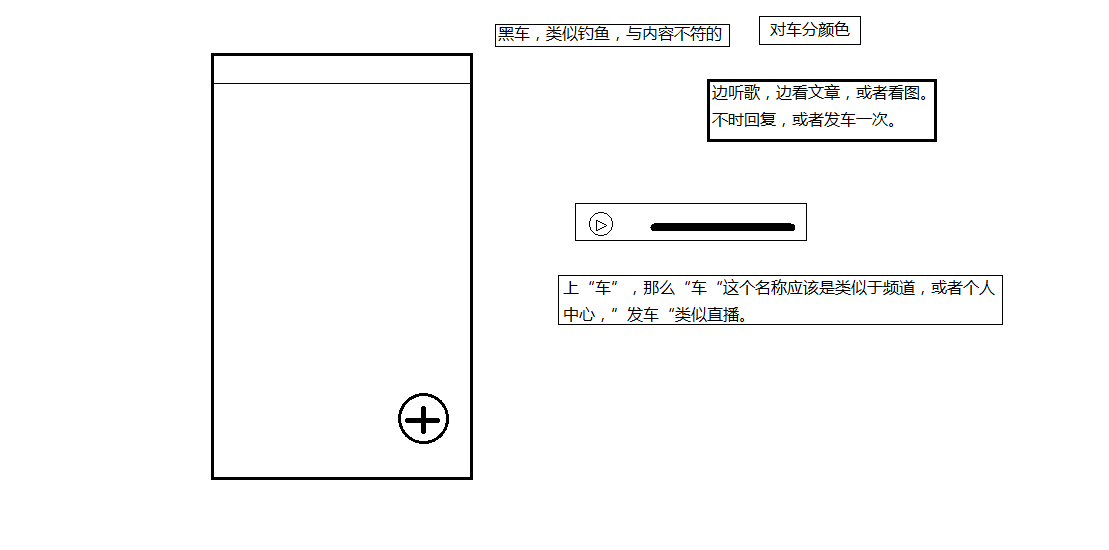 黑车，类似钓鱼，与内容不符的
对车分颜色
边听歌，边看文章，或者看图。
不时回复，或者发车一次。
上“车”，那么“车“这个名称应该是类似于频道，或者个人
中心，”发车“类似直播。